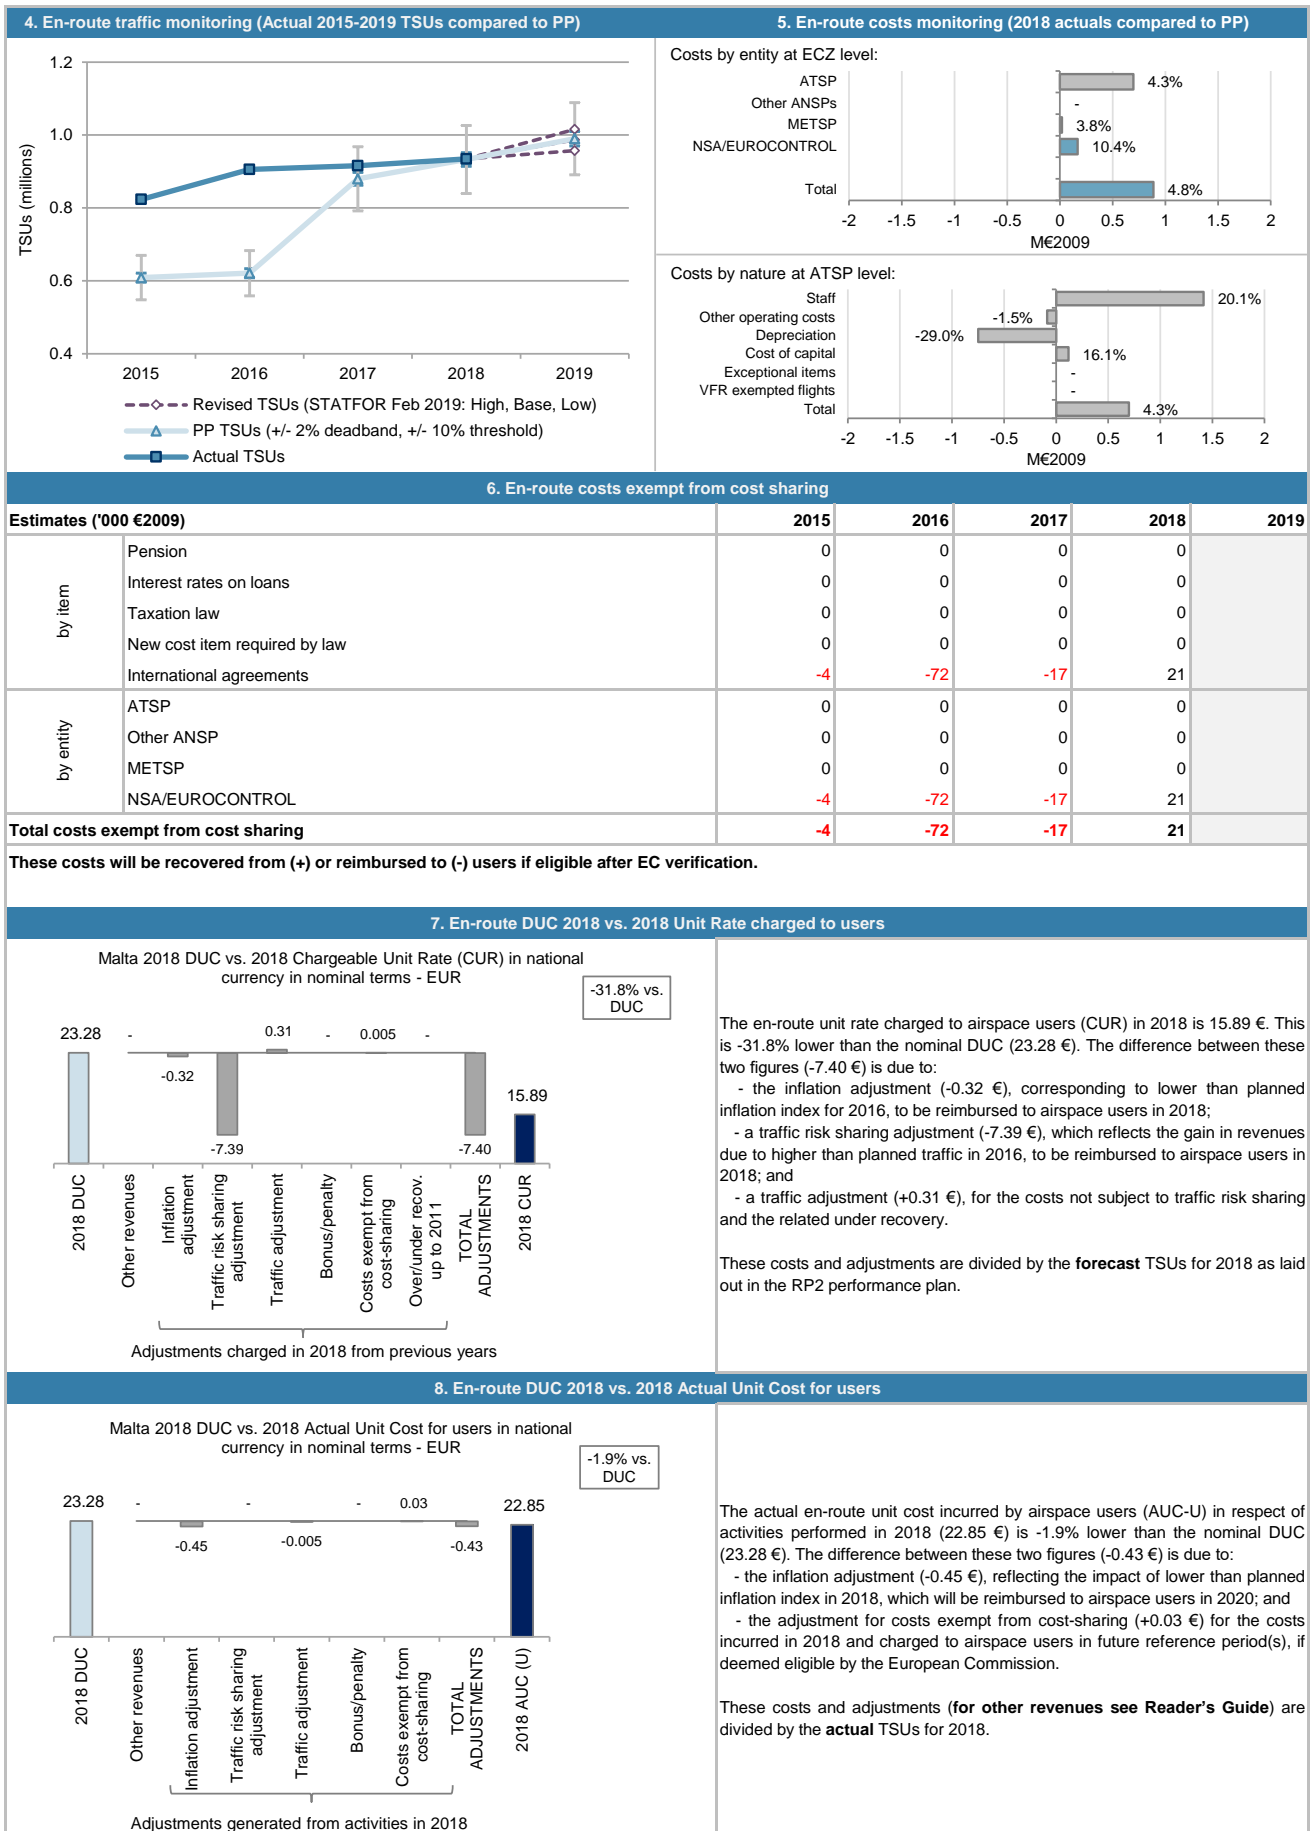 4. En-route traffic monitoring (Actual 2015-2019 TSUs compared to PP)
1.2
1.0
0.8
0.6
0.4
TSUs (millions)
2015 2016 2017 2018 2019
Revised TSUs (STATFOR Feb 2019: High, Base, Low)
PP TSUs (+/- 2% deadband, +/- 10% threshold)
Actual TSUs
5. En-route costs monitoring (2018 actuals compared to PP)
Costs by entity at ECZ level:
ATSP 4.3%
Other ANSPs -
METSP 3.8%
NSA/EUROCONTROL 10.4%
Total 4.8%
-2 -1.5 -1 -0.5 0 0.5 1 1.5 2
M€2009
Costs by nature at ATSP level:
Staff 20.1%
Other operating costs -1.5%
Depreciation -29.0%
Cost of capital 16.1%
Exceptional items -
VFR exempted flights -
Total 4.3%
-2 -1.5 -1 -0.5 0 0.5 1 1.5 2
M€2009
6. En-route costs exempt from cost sharing
Estimates ('000 €2009) 2015 2016 2017 2018 2019
by item
Pension 0 0 0 0
Interest rates on loans 0 0 0 0
Taxation law 0 0 0 0
New cost item required by law 0 0 0 0
International agreements -4 -72 -17 21
by entity
ATSP 0 0 0 0
Other ANSP 0 0 0 0
METSP 0 0 0 0
NSA/EUROCONTROL -4 -72 -17 21
Total costs exempt from cost sharing -4 -72 -17 21
These costs will be recovered from (+) or reimbursed to (-) users if eligible after EC verification.
7. En-route DUC 2018 vs. 2018 Unit Rate charged to users
Malta 2018 DUC vs. 2018 Chargeable Unit Rate (CUR) in national
currency in nominal terms - EUR
-31.8% vs.
DUC
23.28 - -0.32 -7.39 0.31 - 0.005 - -7.40 15.89
2018 DUC
Other revenues
Inflation
adjustment
Traffic risk sharing
adjustment
Traffic adjustment
Bonus/penalty
Costs exempt from
cost-sharing
Over/under recov.
up to 2011
TOTAL
ADJUSTMENTS
2018 CUR
Adjustments charged in 2018 from previous years
The en-route unit rate charged to airspace users (CUR) in 2018 is 15.89 €. This
is -31.8% lower than the nominal DUC (23.28 €). The difference between these
two figures (-7.40 €) is due to:
- the inflation adjustment (-0.32 €), corresponding to lower than planned
inflation index for 2016, to be reimbursed to airspace users in 2018;
- a traffic risk sharing adjustment (-7.39 €), which reflects the gain in revenues
due to higher than planned traffic in 2016, to be reimbursed to airspace users in
2018; and
- a traffic adjustment (+0.31 €), for the costs not subject to traffic risk sharing
and the related under recovery.
These costs and adjustments are divided by the forecast TSUs for 2018 as laid
out in the RP2 performance plan.
8. En-route DUC 2018 vs. 2018 Actual Unit Cost for users
Malta 2018 DUC vs. 2018 Actual Unit Cost for users in national
currency in nominal terms - EUR
-1.9% vs.
DUC
23.28 - -0.45 - -0.005 - 0.03 -0.43 22.85
2018 DUC
Other revenues
Inflation adjustment
Traffic risk sharing
adjustment
Traffic adjustment
Bonus/penalty
Costs exempt from
cost-sharing
TOTAL
ADJUSTMENTS
2018 AUC (U)
Adjustments generated from activities in 2018
The actual en-route unit cost incurred by airspace users (AUC-U) in respect of
activities performed in 2018 (22.85 €) is -1.9% lower than the nominal DUC
(23.28 €). The difference between these two figures (-0.43 €) is due to:
- the inflation adjustment (-0.45 €), reflecting the impact of lower than planned
inflation index in 2018, which will be reimbursed to airspace users in 2020; and
- the adjustment for costs exempt from cost-sharing (+0.03 €) for the costs
incurred in 2018 and charged to airspace users in future reference period(s), if
deemed eligible by the European Commission.
These costs and adjustments (for other revenues see Reader's Guide) are
divided by the actual TSUs for 2018.